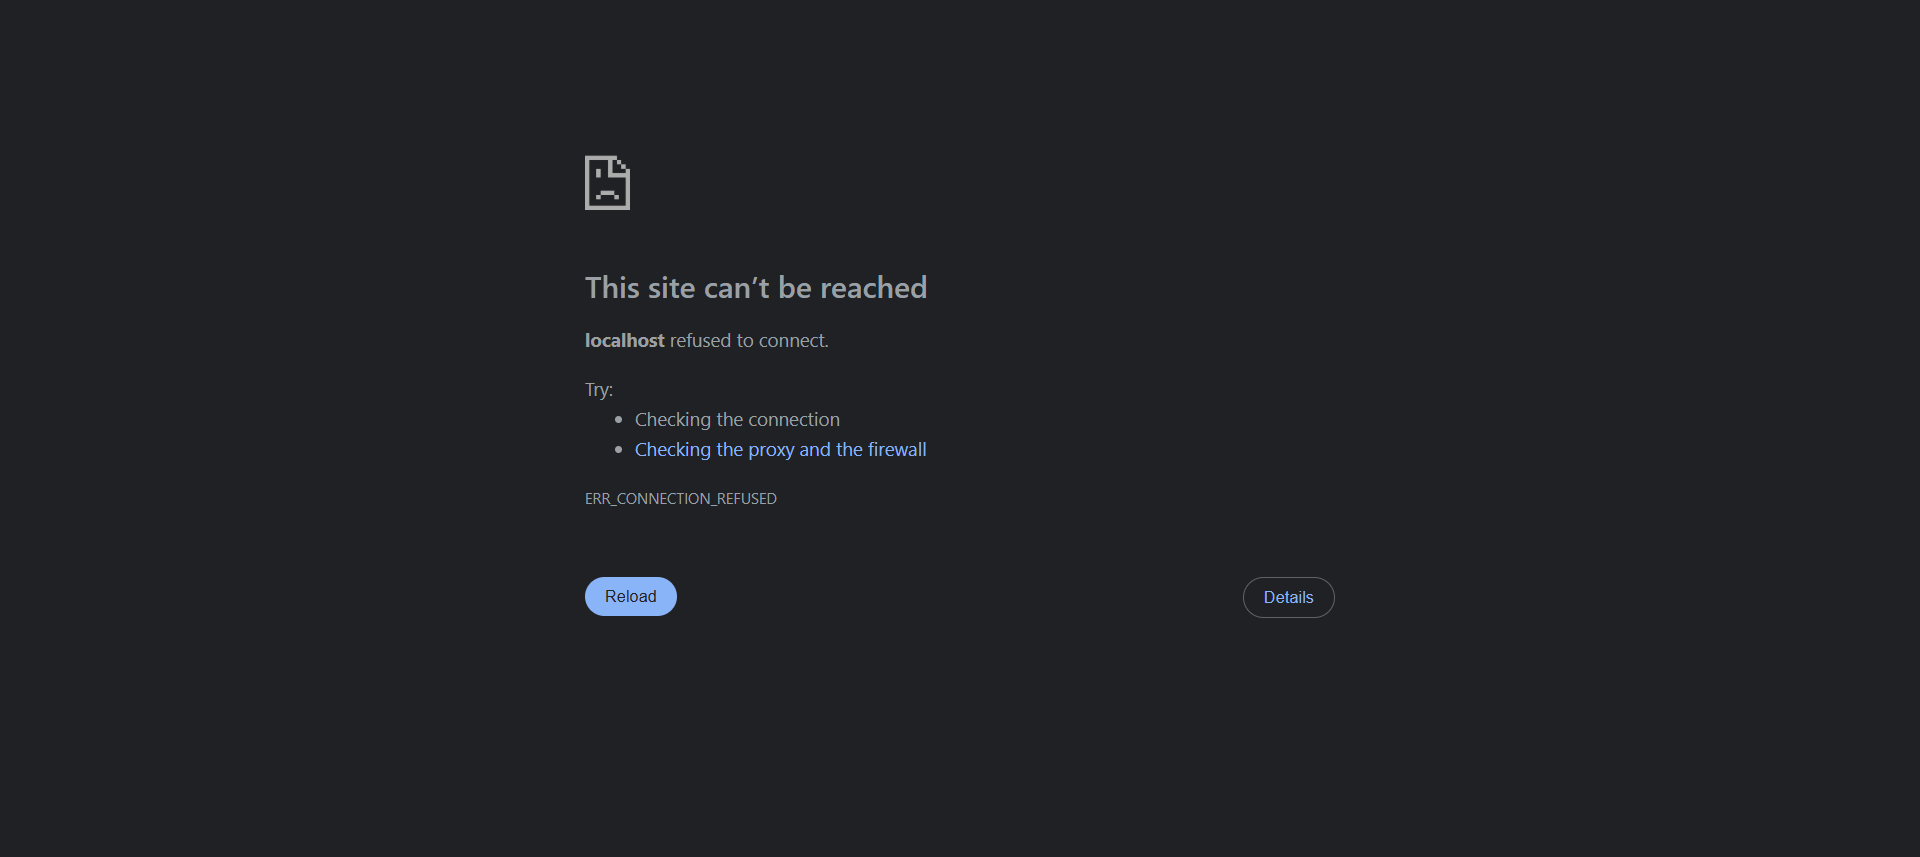 This site can’t be reached
localhost refused to connect.
Try:
Checking the connection
Checking the proxy and the firewall
ERR_CONNECTION_REFUSED
Reload
Details